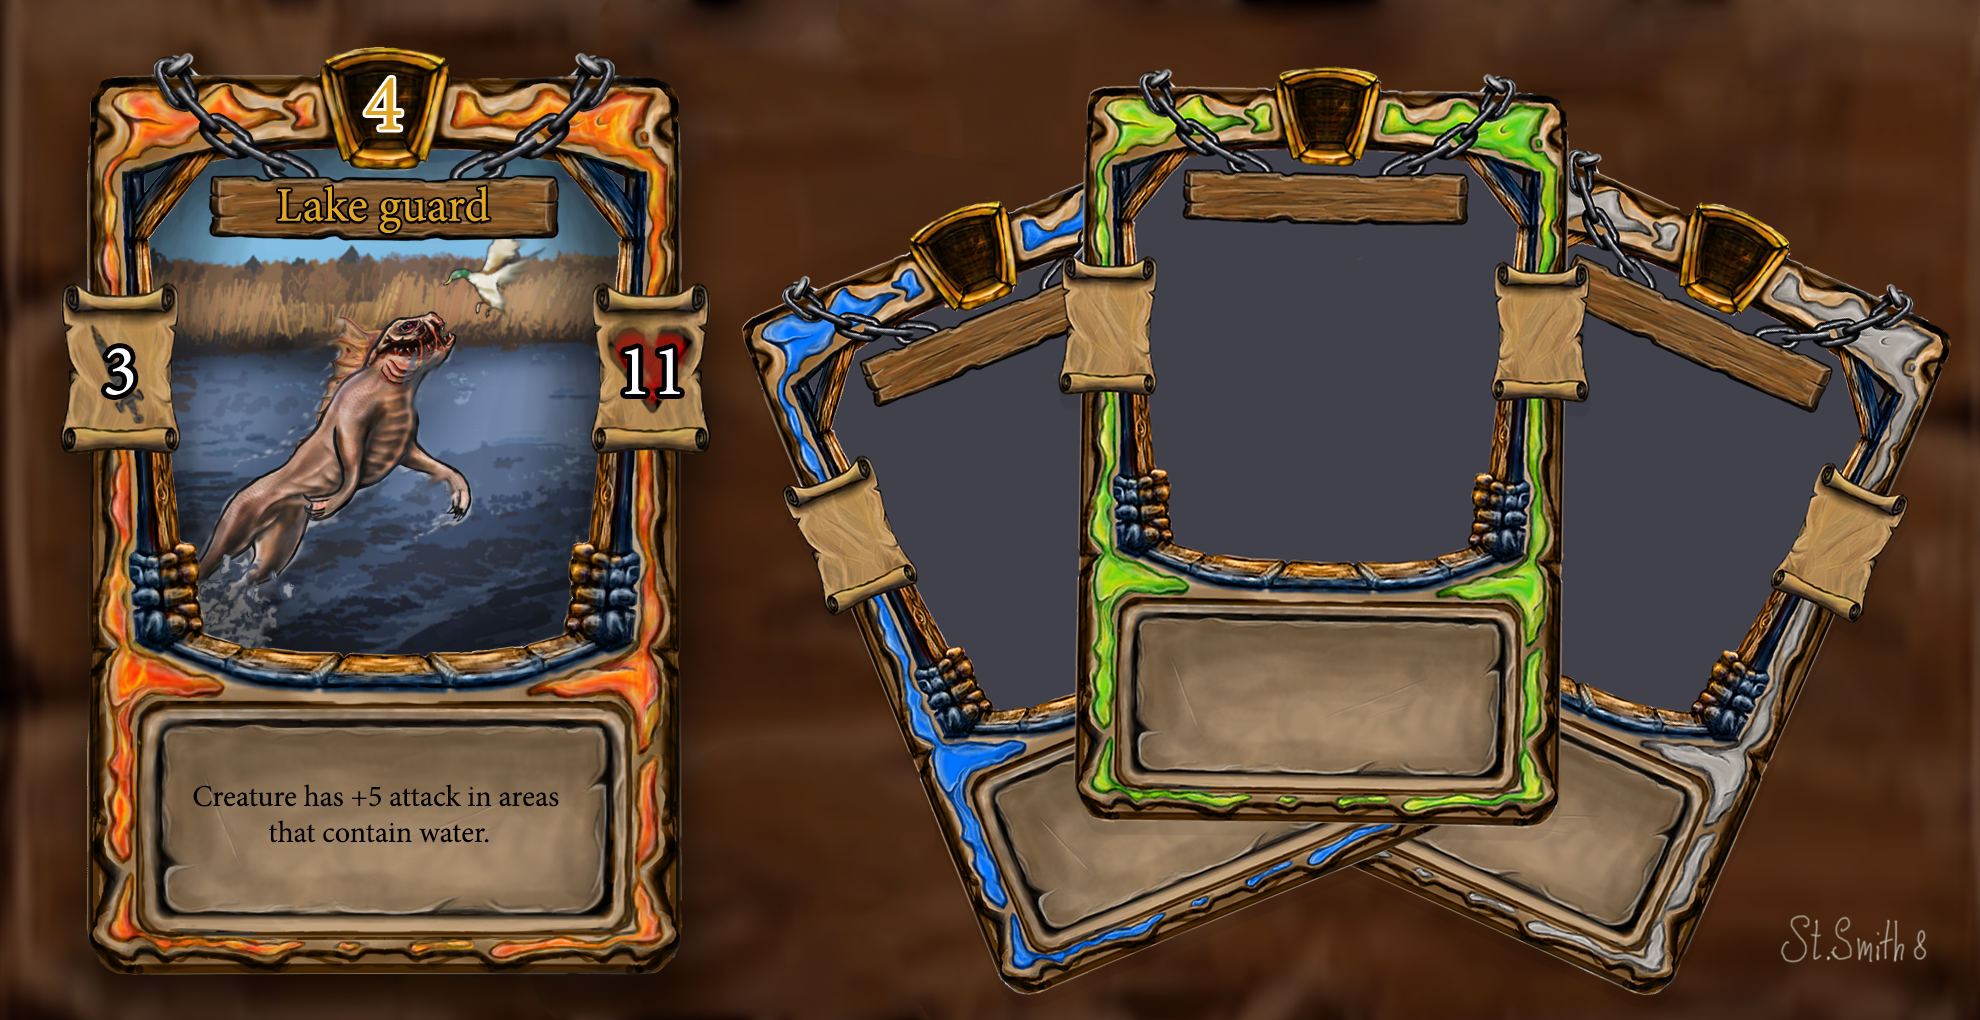 4
Lake guard
3
11
Creature has +5 attack in areas
that contain water.
St.Smith 8